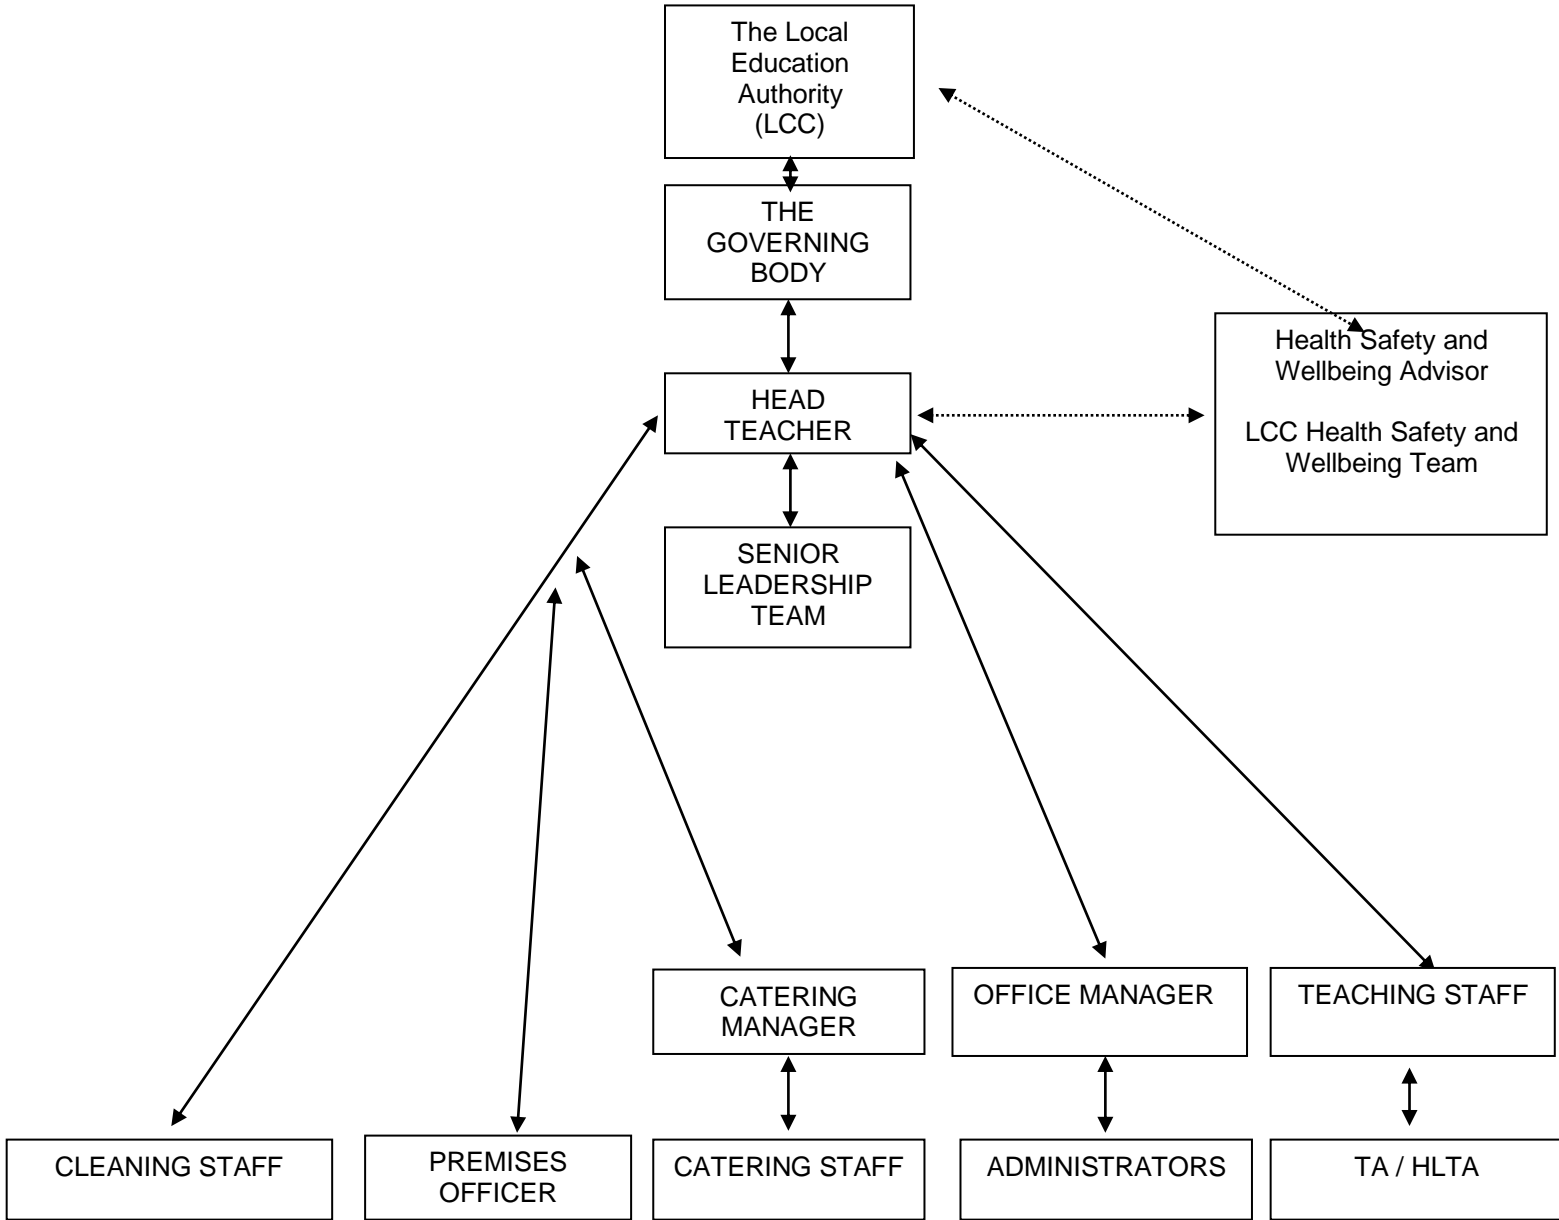 The Local
Education
Authority
(LCC)
THE
GOVERNING
BODY
HEAD
TEACHER
Health Safety and
Wellbeing Advisor
LCC Health Safety and
Wellbeing Team
SENIOR
LEADERSHIP
TEAM
CATERING
MANAGER
OFFICE MANAGER
TEACHING STAFF
CLEANING STAFF
PREMISES
OFFICER
CATERING STAFF
ADMINISTRATORS
TA / HLTA